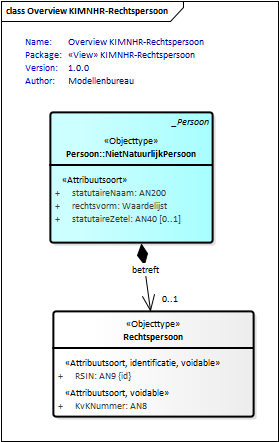 class Overview KIMNHR-Rechtspersoon
Name: Overview KIMNHR-Rechtspersoon
Package: «View» KIMNHR-Rechtspersoon
Version: 1.0.0
Author: Modellenbureau
_Persoon
«Objecttype»
Persoon::NietNatuurlijkPersoon
«Attribuutsoort»
+ statutaireNaam: AN200
+ rechtsvorm: Waardelijst
+ statutaireZetel: AN40 [0..1]
betreft
0..1
«Objecttype»
Rechtspersoon
«Attribuutsoort, identificatie, voidable»
+ RSIN: AN9 {id}
«Attribuutsoort, voidable»
+ KvKNummer: AN8